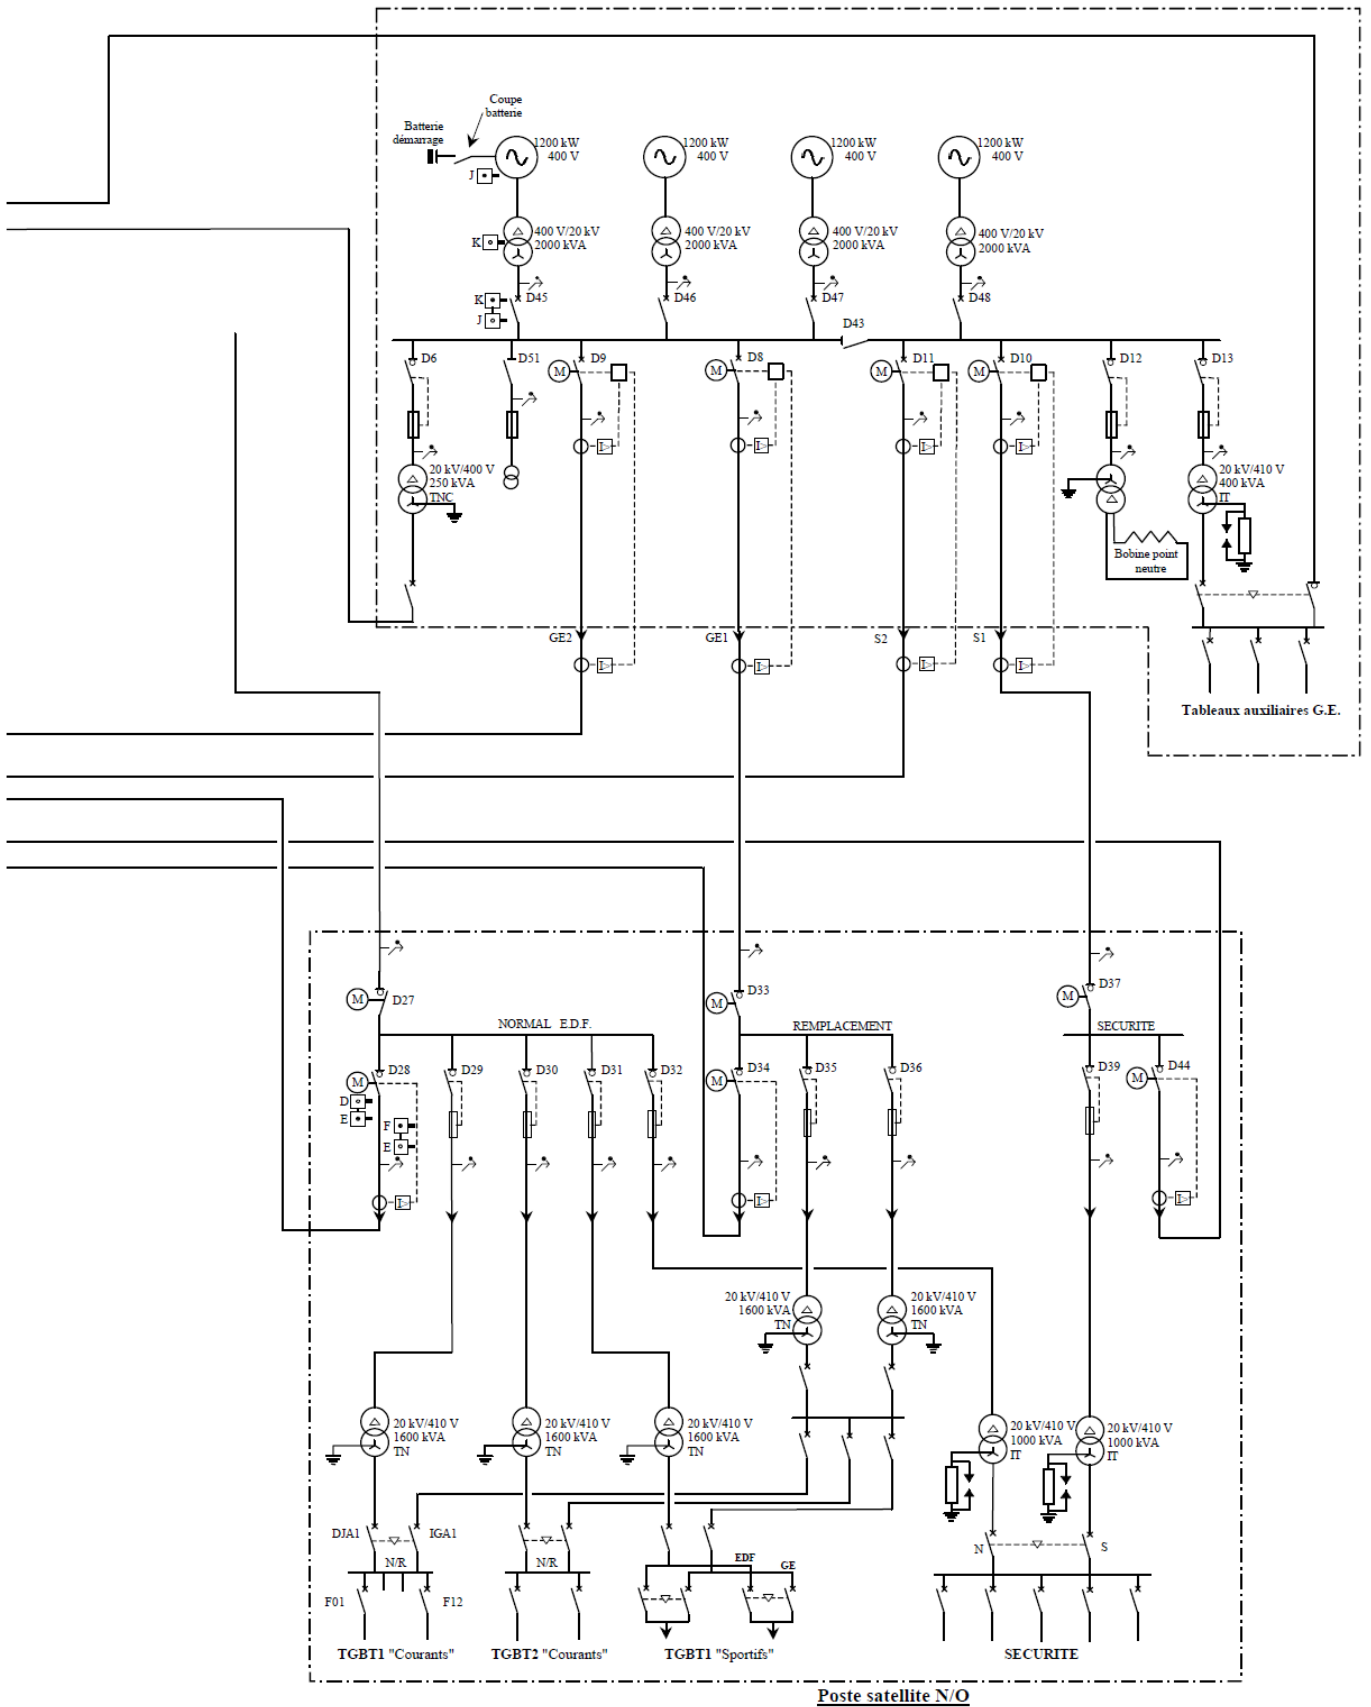 Coupe
batterie
Batterie
démarrage
1200 kW
400 V
1200 kW
400 V
1200 kW
400 V
1200 kW
400 V
J
K
400 V/20 kV
2000 kVA
400 V/20 kV
2000 kVA
400 V/20 kV
2000 kVA
400 V/20 kV
2000 kVA
K
J
D45
D46
D47
D48
D43
D6
D51
M
D9
M
D8
M
D11
M
D10
D12
D13
I>
I>
I>
I>
20 kV/400 V
250 kVA
TNC
20 kV/410 V
400 kVA
IT
Bobine point
neutre
GE2
GE1
S2
S1
I>
I>
I>
I>
Tableaux auxiliaires G.E.
M
D27
M
D33
M
D37
NORMAL E.D.F.
REMPLACEMENT
SECURITE
M
D28
D29
D30
D31
D32
M
D34
D35
D36
D39
M
D44
D
E
F
E
I>
I>
I>
20 kV/410 V
1600 kVA
TN
20 kV/410 V
1600 kVA
TN
20 kV/410 V
1600 kVA
TN
20 kV/410 V
1600 kVA
TN
20 kV/410 V
1600 kVA
TN
20 kV/410 V
1000 kVA
IT
20 kV/410 V
1000 kVA
IT
DJA1
IGA1
N/R
N/R
EDF
GE
N
S
F01
F12
TGBT1 "Courants"
TGBT2 "Courants"
TGBT1 "Sportifs"
SECURITE
Poste satellite N/O